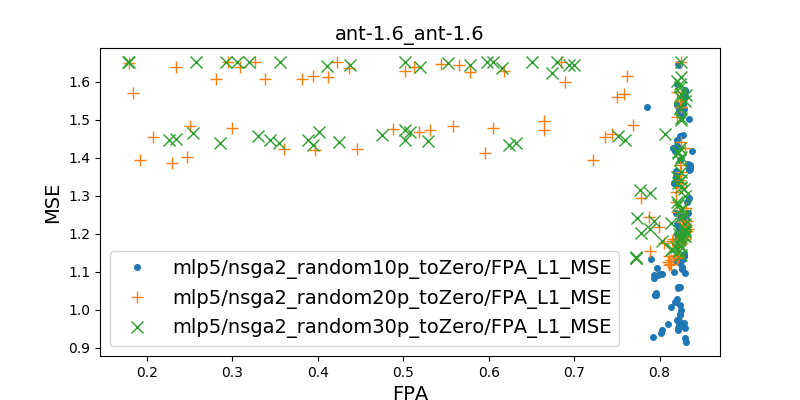 ant-1.6_ant-1.6
MSE
1.6
1.5
1.4
1.3
1.2
1.1
1.0
0.9
mlp5/nsga2_random10p_toZero/FPA_L1_MSE
mlp5/nsga2_random20p_toZero/FPA_L1_MSE
mlp5/nsga2_random30p_toZero/FPA_L1_MSE
0.2 0.3 0.4 0.5 0.6 0.7 0.8
FPA